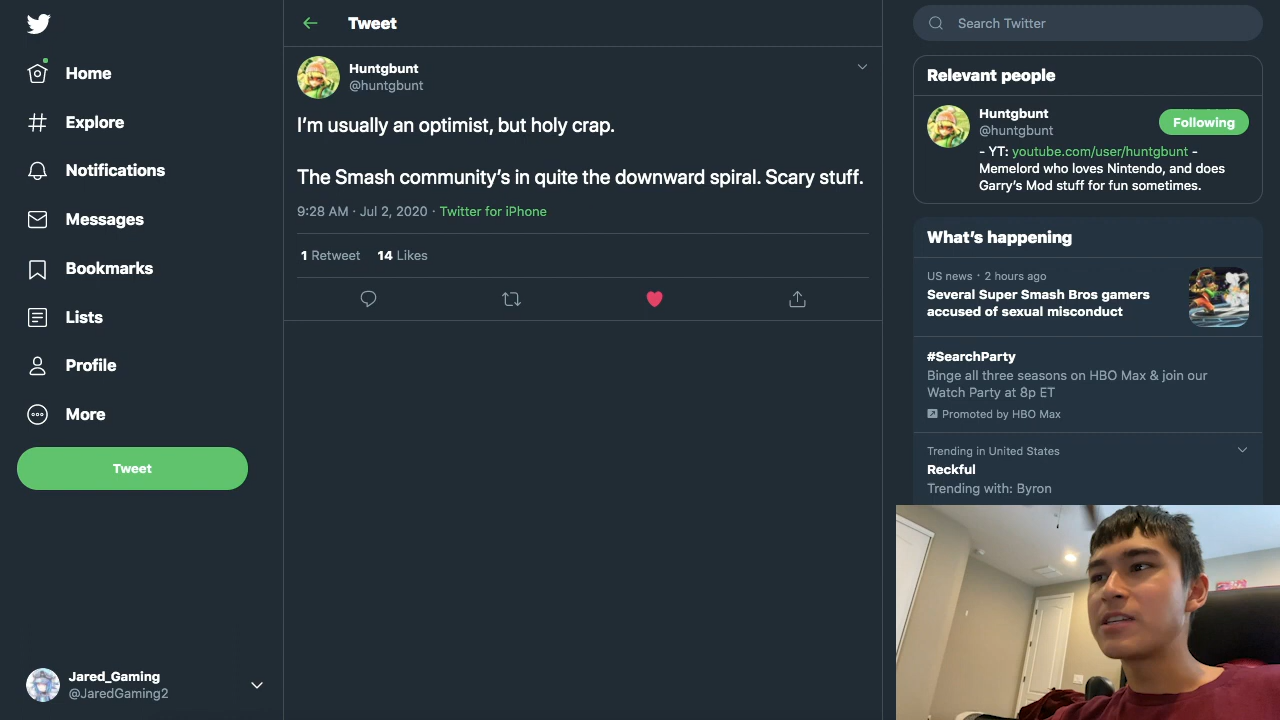 Home
Explore
Notifications
Messages
Bookmarks
Lists
Profile
More
Tweet
Jared_Gaming
@JaredGaming2
Tweet
Huntgbunt
@huntgbunt
I’m usually an optimist, but holy crap.
The Smash community’s in quite the downward spiral. Scary stuff.
9:28 AM · Jul 2, 2020 · Twitter for iPhone
1 Retweet 14 Likes
Search Twitter
Relevant people
Huntgbunt
@huntgbunt
Following
- YT: youtube.com/user/huntgbunt -
Memelord who loves Nintendo, and does
Garry’s Mod stuff for fun sometimes.
What’s happening
US news · 2 hours ago
Several Super Smash Bros gamers
accused of sexual misconduct
#SearchParty
Binge all three seasons on HBO Max & join our
Watch Party at 8p ET
Promoted by HBO Max
Trending in United States
Reckful
Trending with: Byron